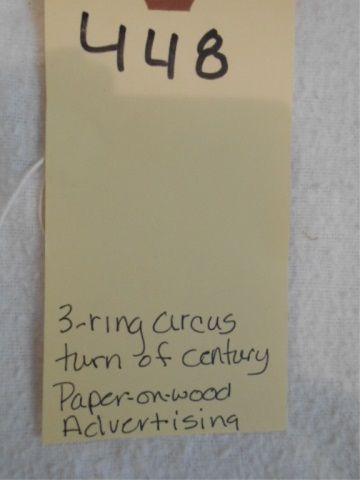 448
3-ring circus
turn of century
Paper-on-wood
Advertising